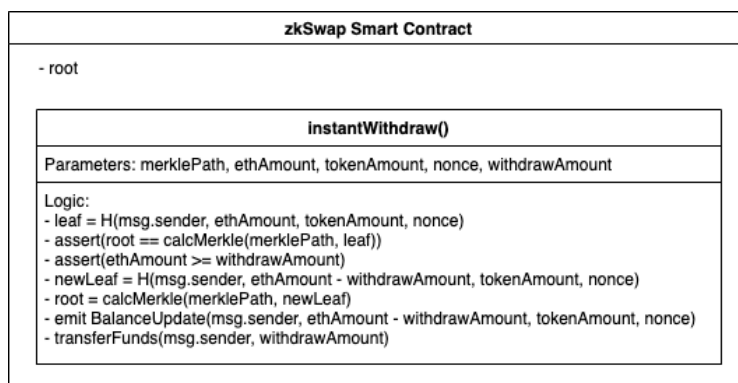 zkSwap Smart Contract
- root
instantWithdraw()
Parameters: merklePath, ethAmount, tokenAmount, nonce, withdrawAmount
Logic:
- leaf = H(msg.sender, ethAmount, tokenAmount, nonce)
- assert(root == calcMerkle(merklePath, leaf))
- assert(ethAmount >= withdrawAmount)
- newLeaf = H(msg.sender, ethAmount - withdrawAmount, tokenAmount, nonce)
- root = calcMerkle(merklePath, newLeaf)
- emit BalanceUpdate(msg.sender, ethAmount - withdrawAmount, tokenAmount, nonce)
- transferFunds(msg.sender, withdrawAmount)